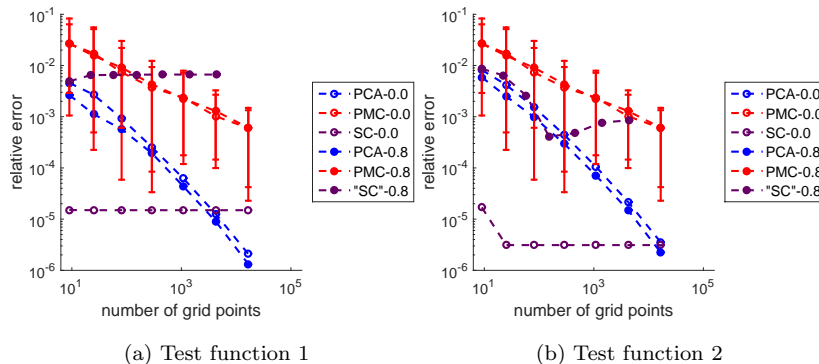 10^-1
10^-2
10^-3
10^-4
10^-5
10^-6
relative error
10^1
10^3
10^5
number of grid points
PCA-0.0
PMC-0.0
SC-0.0
PCA-0.8
PMC-0.8
"SC"-0.8
(a) Test function 1
10^-1
10^-2
10^-3
10^-4
10^-5
10^-6
relative error
10^1
10^3
10^5
number of grid points
PCA-0.0
PMC-0.0
SC-0.0
PCA-0.8
PMC-0.8
"SC"-0.8
(b) Test function 2